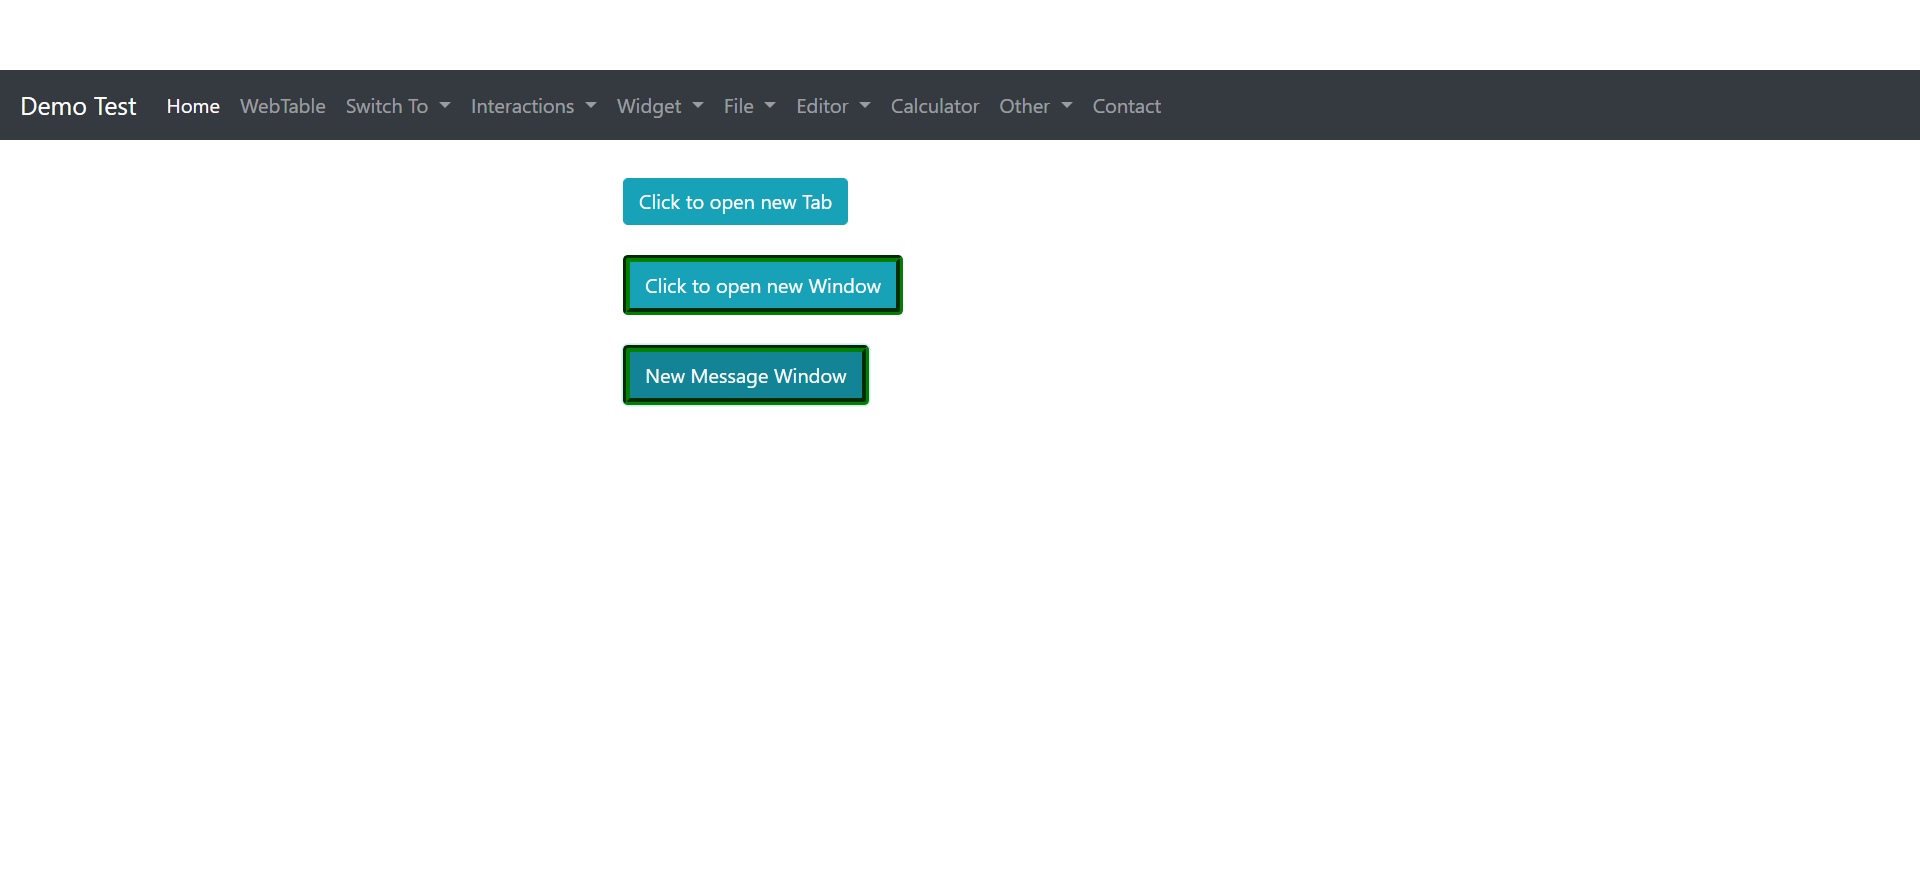 Demo Test Home WebTable Switch To Interactions Widget File Editor Calculator Other Contact
Click to open new Tab
Click to open new Window
New Message Window